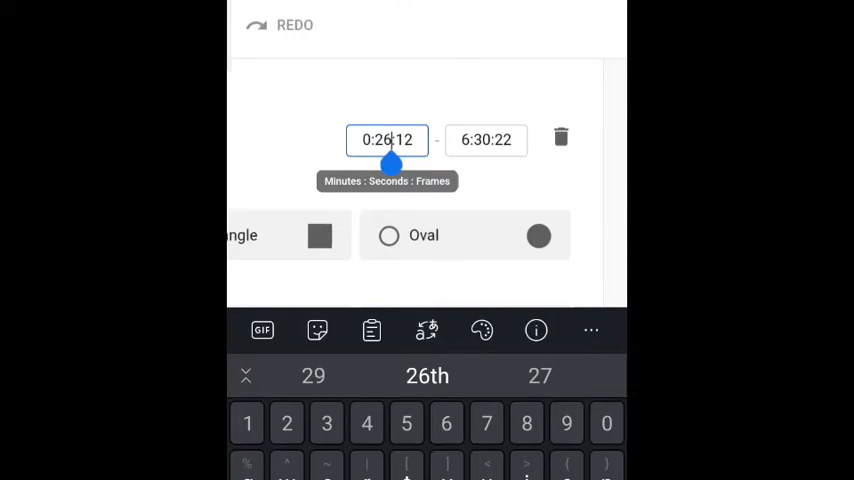 REDO
0:26:12 - 6:30:22
Minutes : Seconds : Frames
angle Oval
GIF
29 26th 27
1 2 3 4 5 6 7 8 9 0
% ^ ~ | [ ] < > { }